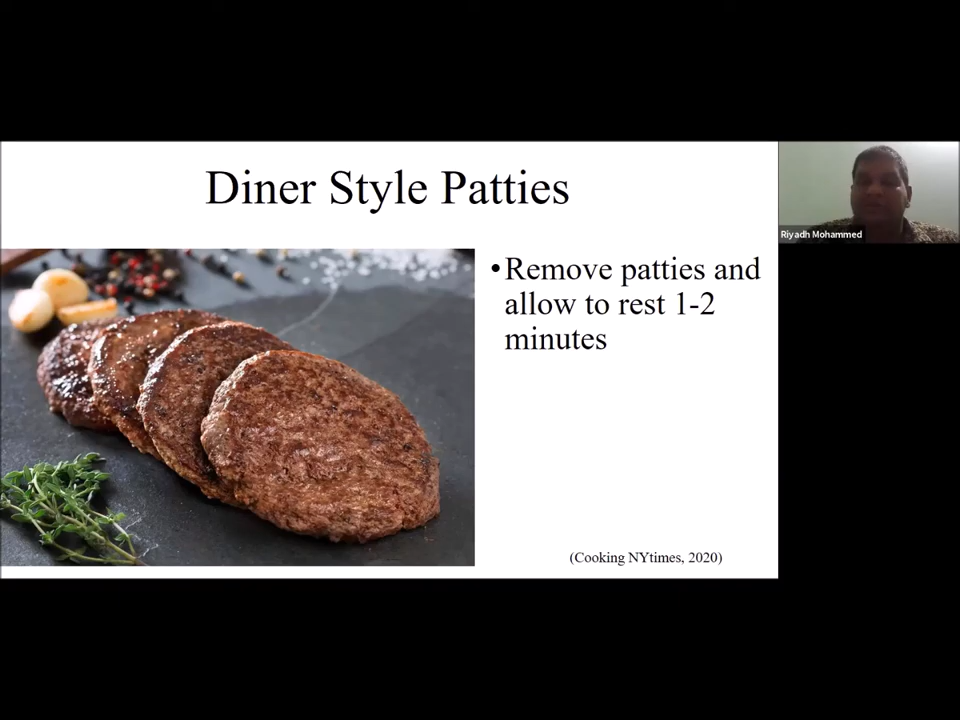 Diner Style Patties
Riyadh Mohammed
•Remove patties and
allow to rest 1-2
minutes
(Cooking NYtimes, 2020)